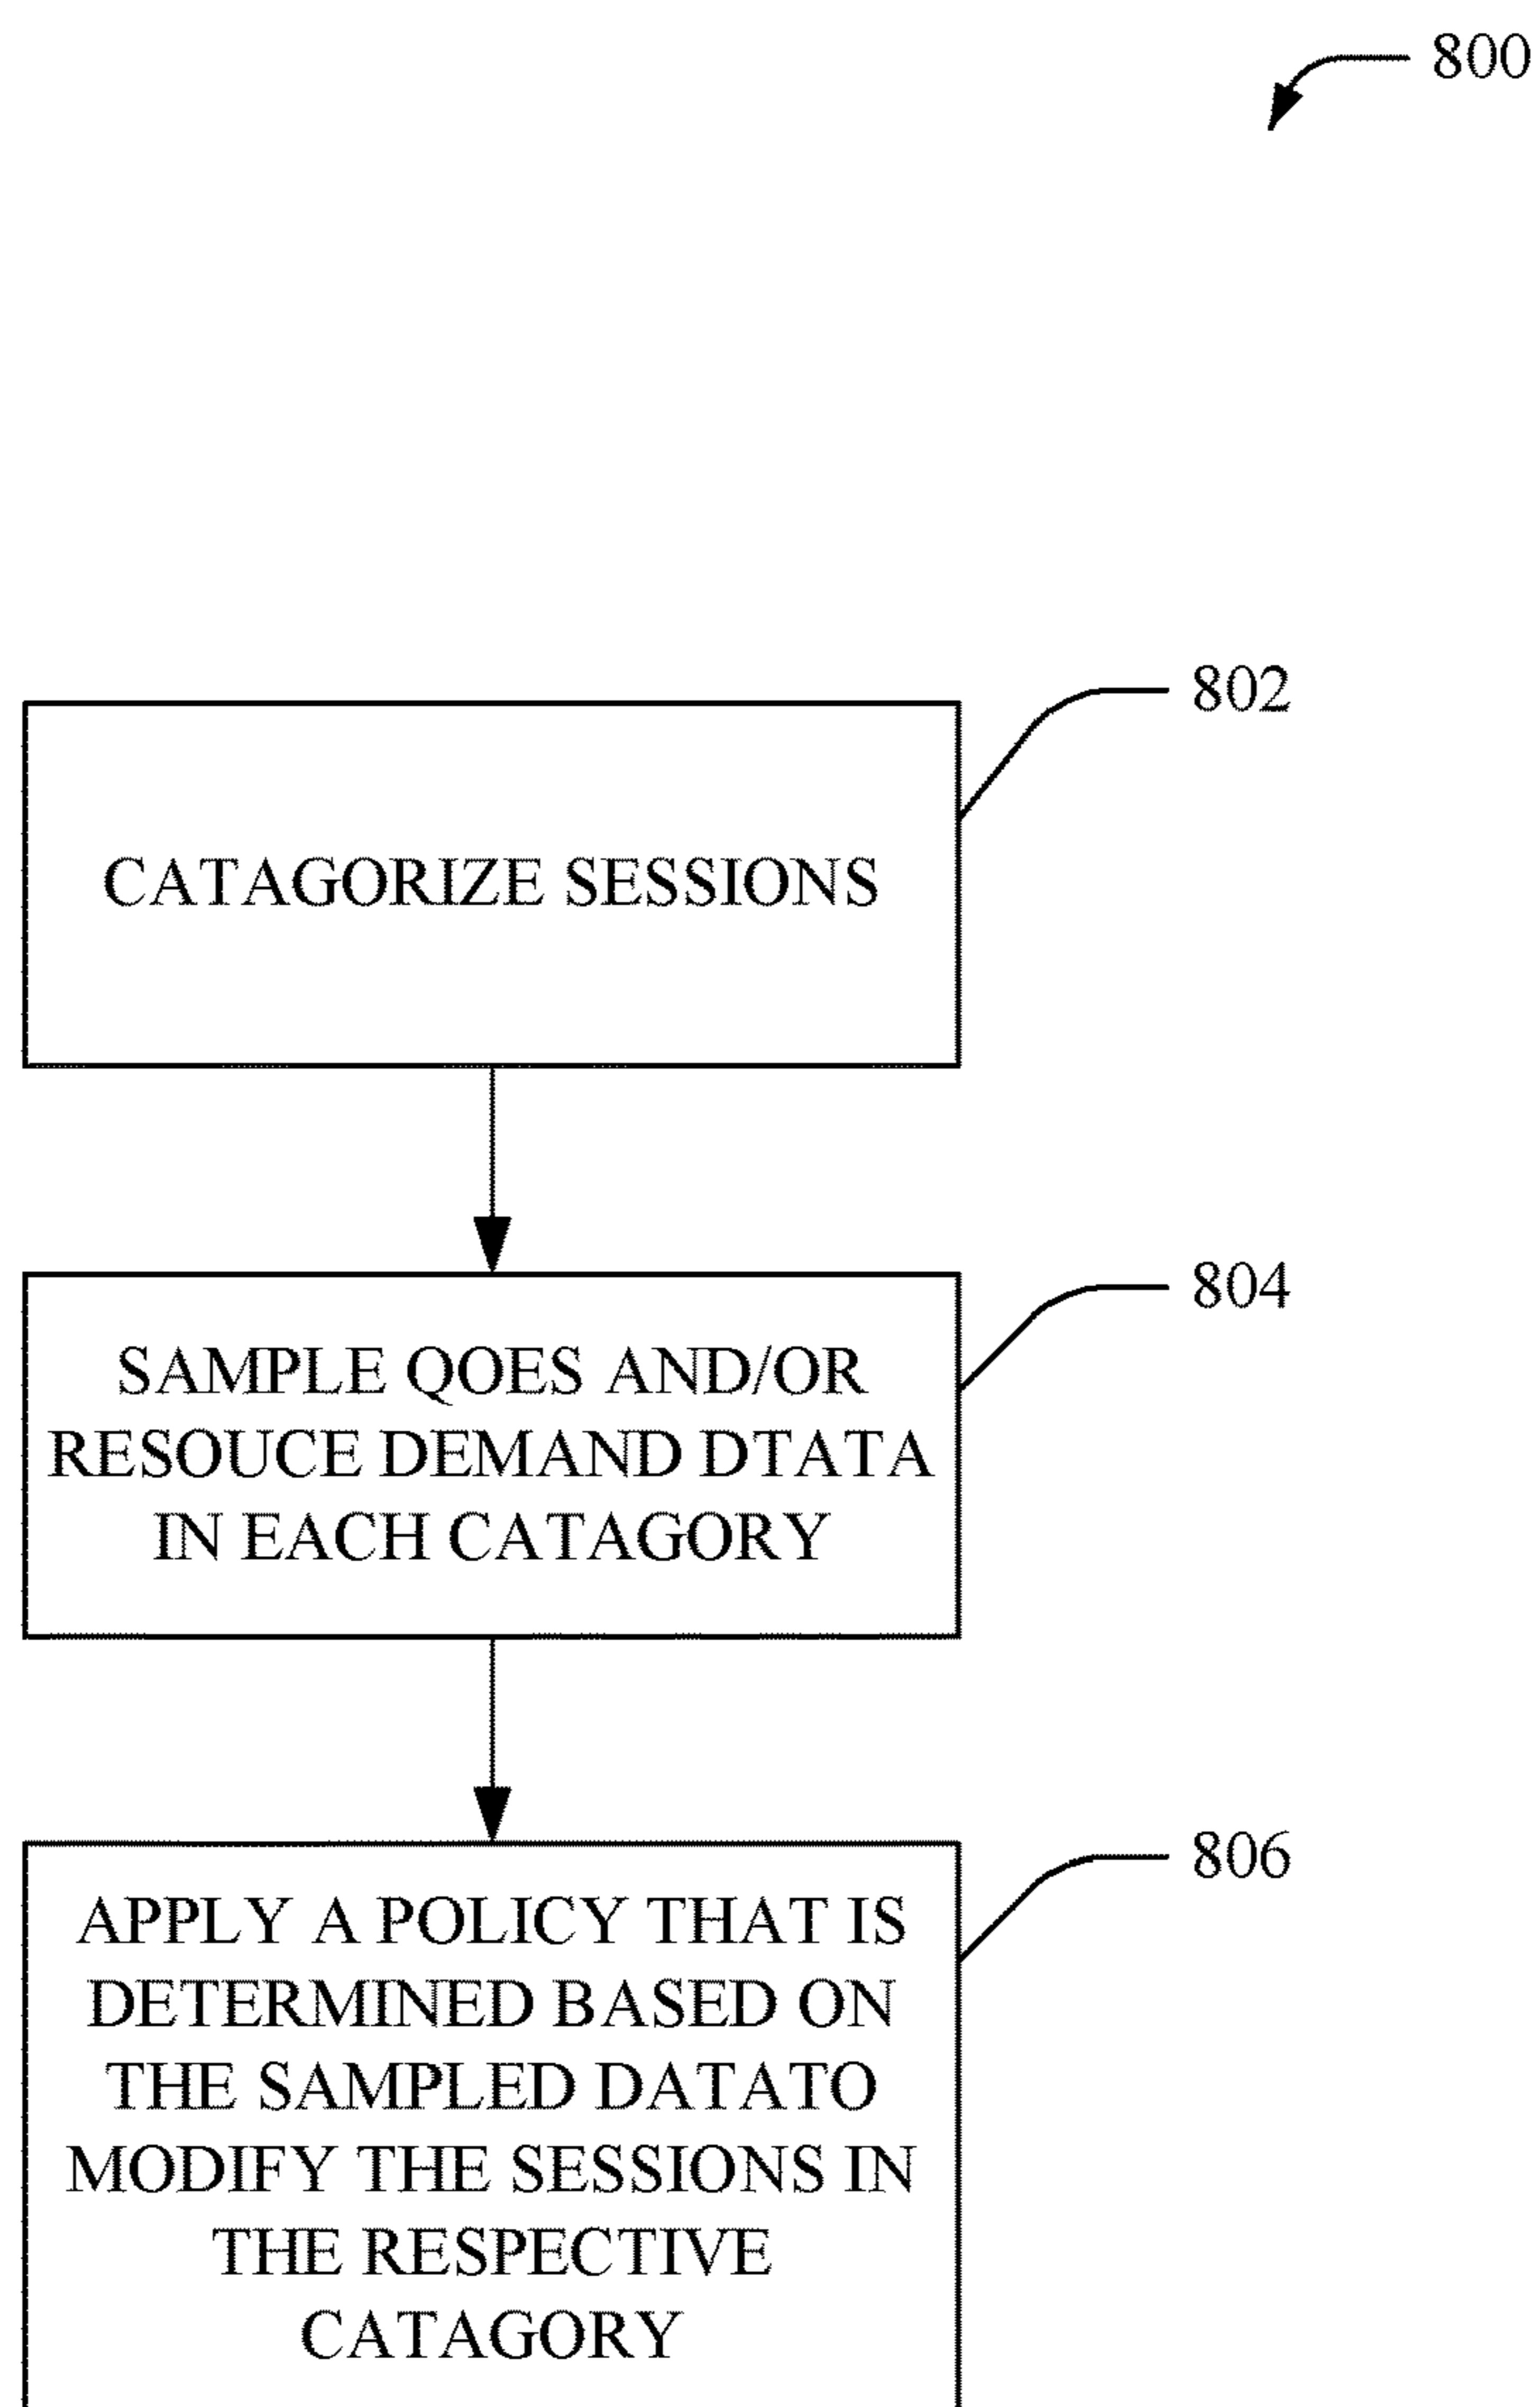 800
802
CATAGORIZE SESSIONS
804
SAMPLE QOES AND/OR
RESOUCE DEMAND DTATA
IN EACH CATAGORY
806
APPLY A POLICY THAT IS
DETERMINED BASED ON
THE SAMPLED DATATO
MODIFY THE SESSIONS IN
THE RESPECTIVE
CATAGORY